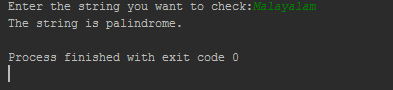 Enter the string you want to check:Malayalam
The string is palindrome.
Process finished with exit code 0